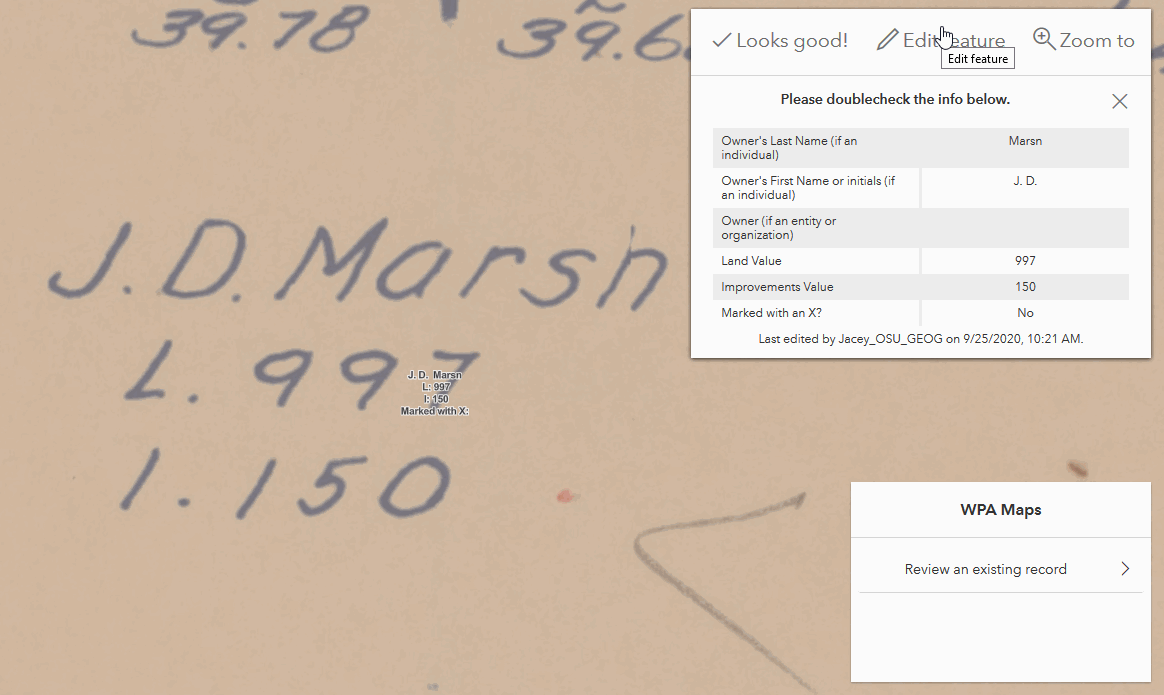 39.78
39.6
Looks good!
Edit feature
Zoom to
Edit feature
Please doublecheck the info below.
Owner's Last Name (if an
individual)
Marsn
Owner's First Name or initials (if
an individual)
J. D.
Owner (if an entity or
organization)
Land Value
997
Improvements Value
150
Marked with an X?
No
Last edited by Jacey_OSU_GEOG on 9/25/2020, 10:21 AM.
J. D. Marsh
L. 997
I. 150
J. D. Marsn
L: 997
I: 150
Marked with X:
WPA Maps
Review an existing record